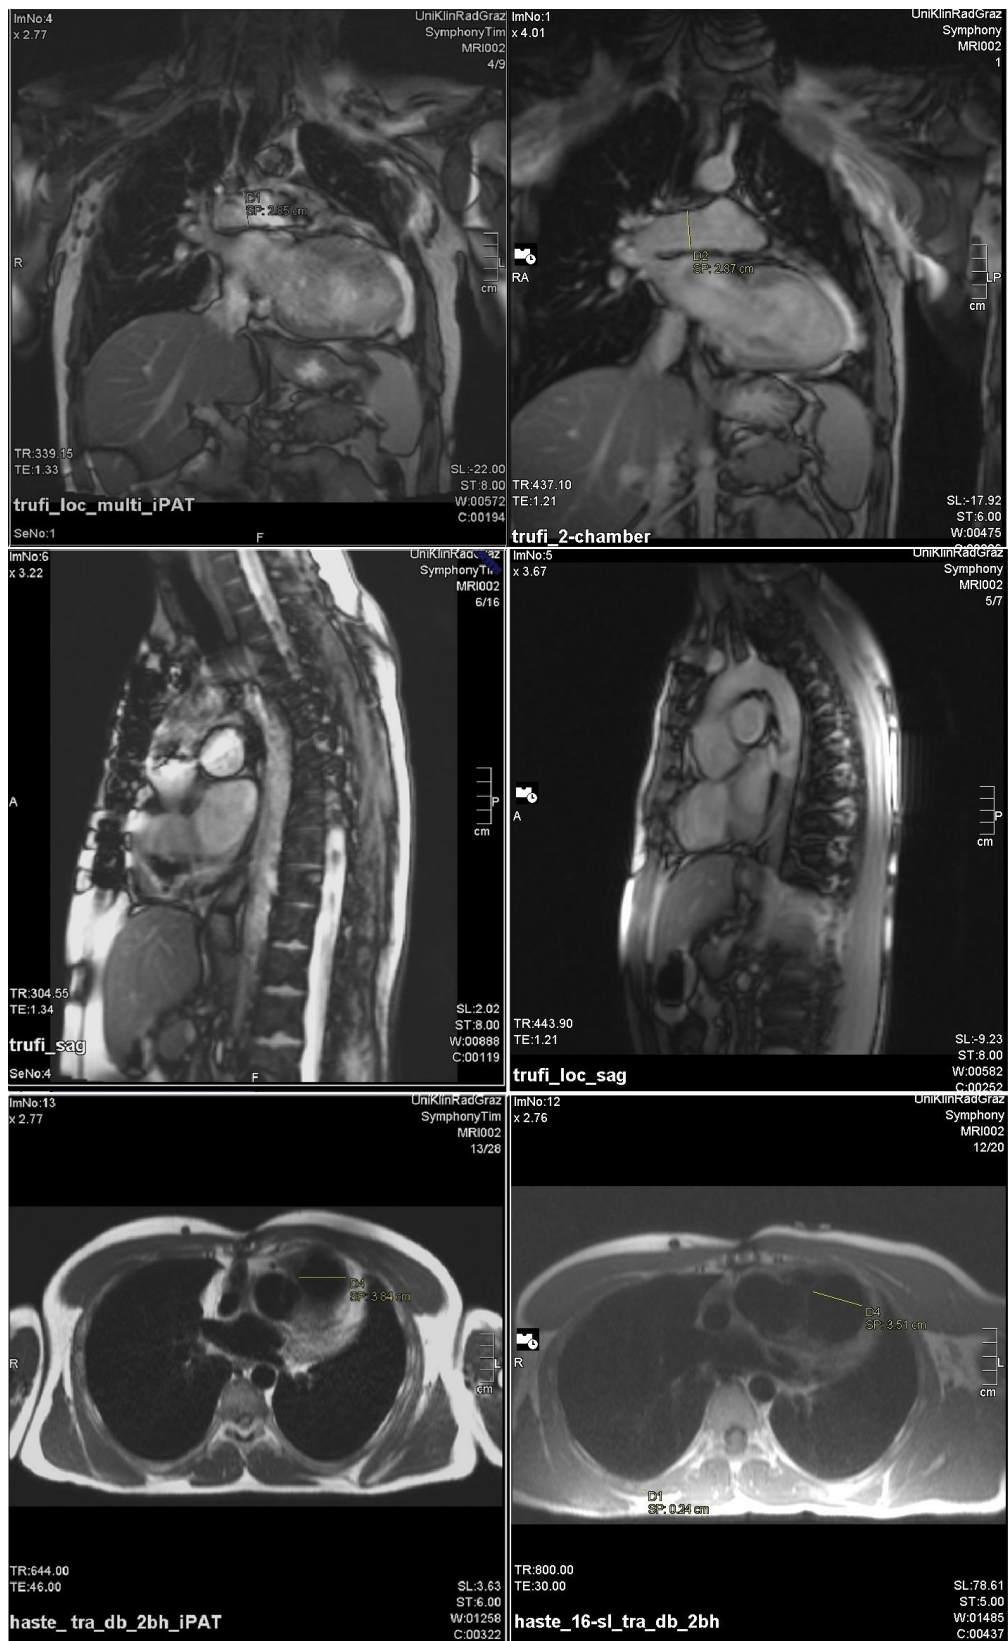 ImNo:4
x 2.77
UniKlinRadGraz
SymphonyTim
MRI002
4/9
D1
SP: 2.85 cm
R
L
cm
TR:339.15
TE:1.33
SL:-22.00
ST:8.00
W:00572
C:00194
trufi_loc_multi_iPAT
SeNo:1
F
ImNo:1
x 4.01
UniKlinRadGraz
Symphony
MRI002
1
D2
SP: 2.87 cm
RA
LP
cm
TR:437.10
TE:1.21
SL:-17.92
ST:6.00
W:00475
trufi_2-chamber
ImNo:6
x 3.22
UniKlinRadGraz
SymphonyTim
MRI002
6/16
A
P
cm
TR:304.55
TE:1.34
SL:2.02
ST:8.00
W:00888
C:00119
trufi_sag
SeNo:4
F
ImNo:5
x 3.67
UniKlinRadGraz
Symphony
MRI002
5/7
A
P
cm
TR:443.90
TE:1.21
SL:-9.23
ST:8.00
W:00582
C:00252
trufi_loc_sag
ImNo:13
x 2.77
UniKlinRadGraz
SymphonyTim
MRI002
13/28
D4
SP: 3.84 cm
R
L
cm
TR:644.00
TE:46.00
SL:3.63
ST:6.00
W:01258
C:00322
haste_ tra_db_2bh_iPAT
ImNo:12
x 2.76
UniKlinRadGraz
Symphony
MRI002
12/20
D4
SP: 3.51 cm
R
L
cm
D1
SP: 0.24 cm
TR:800.00
TE:30.00
SL:78.61
ST:5.00
W:01485
C:00437
haste_16-sl_tra_db_2bh